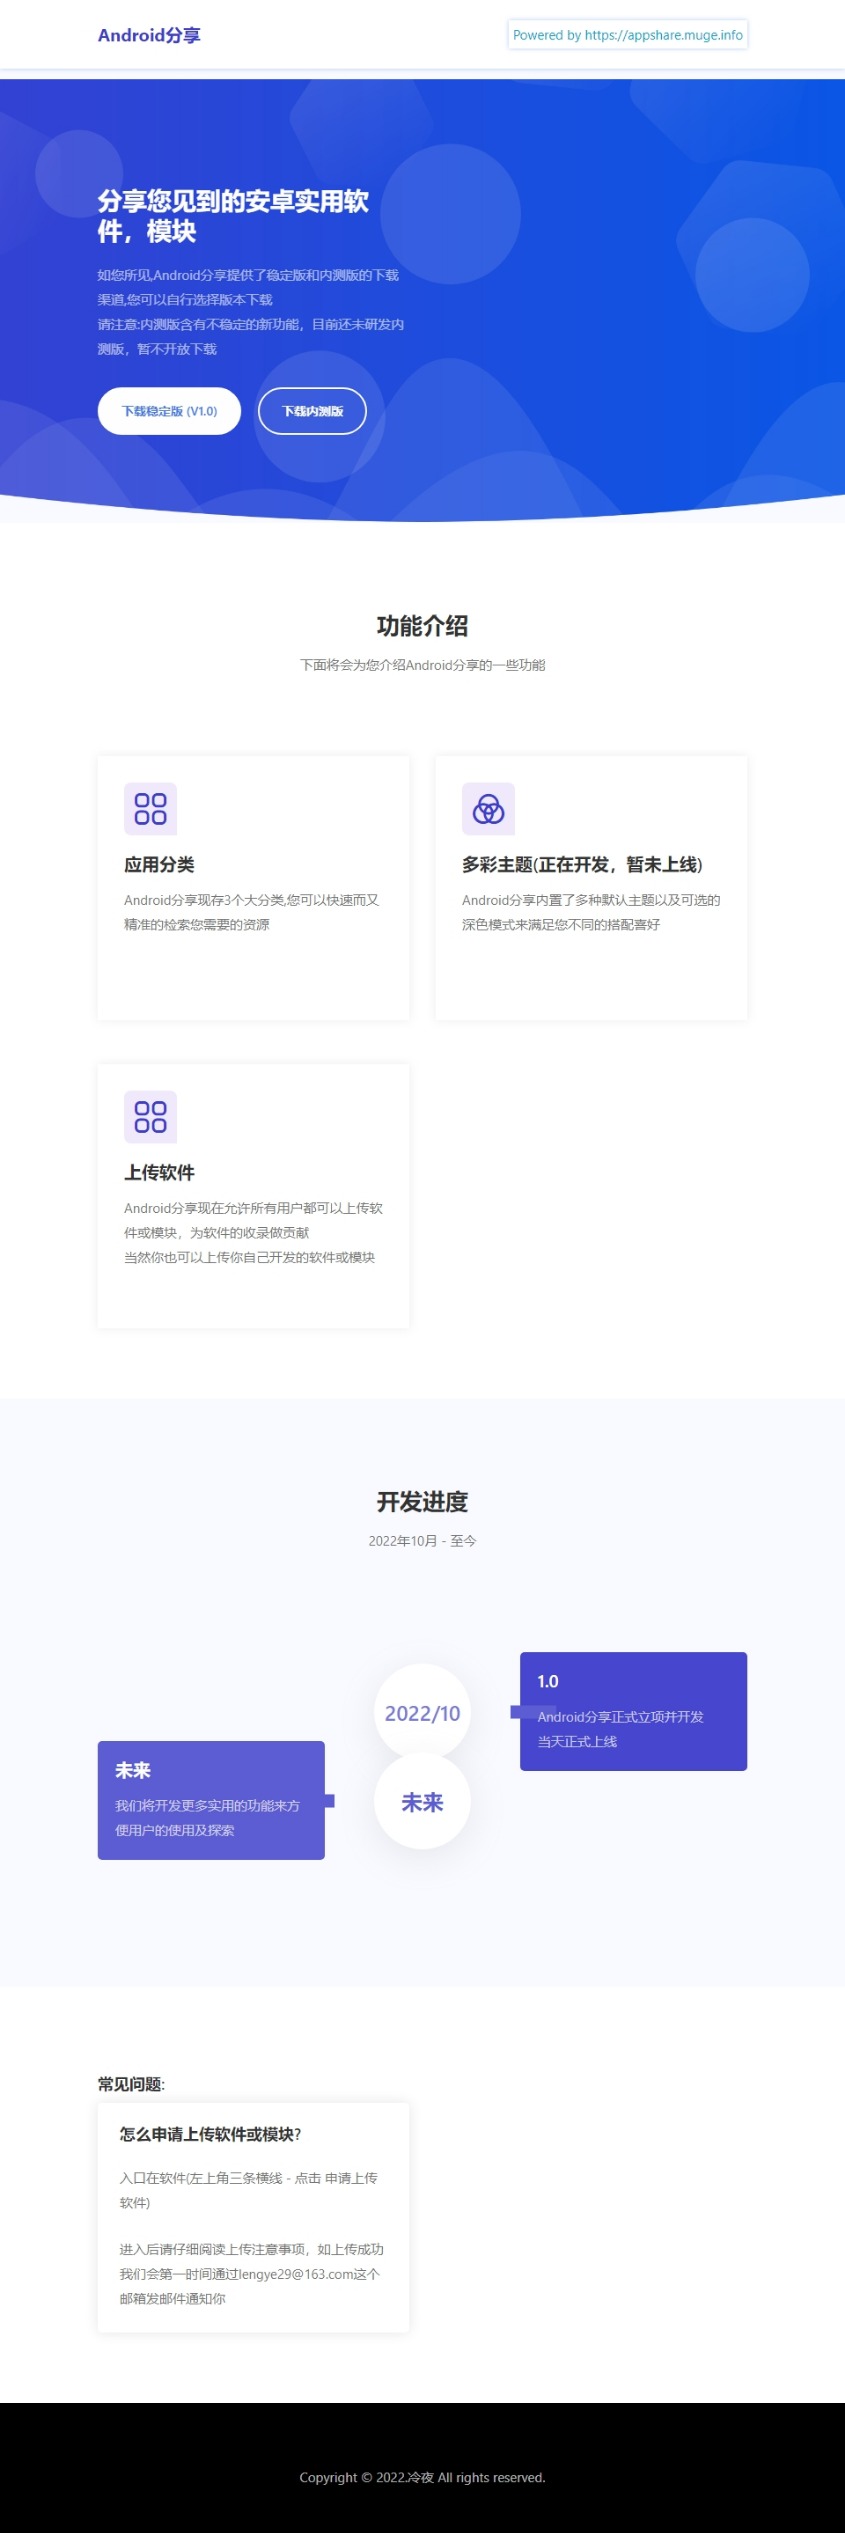 Android分享
Powered by https://appshare.muge.info
分享您见到的安卓实用软
件，模块
如您所见,Android分享提供了稳定版和内测版的下载
渠道,您可以自行选择版本下载
请注意:内测版含有不稳定的新功能，目前还未研发内
测版，暂不开放下载
下载稳定版 (V1.0)
下载内测版
功能介绍
下面将会为您介绍Android分享的一些功能
应用分类
Android分享现存3个大分类,您可以快速而又
精准的检索您需要的资源
多彩主题(正在开发，暂未上线)
Android分享内置了多种默认主题以及可选的
深色模式来满足您不同的搭配喜好
上传软件
Android分享现在允许所有用户都可以上传软
件或模块，为软件的收录做贡献
当然你也可以上传你自己开发的软件或模块
开发进度
2022年10月 - 至今
2022/10
1.0
Android分享正式立项并开发
当天正式上线
未来
我们将开发更多实用的功能来方
便用户的使用及探索
未来
常见问题:
怎么申请上传软件或模块?
入口在软件(左上角三条横线 - 点击 申请上传
软件)
进入后请仔细阅读上传注意事项，如上传成功
我们会第一时间通过lengye29@163.com这个
邮箱发邮件通知你
Copyright © 2022.冷夜 All rights reserved.